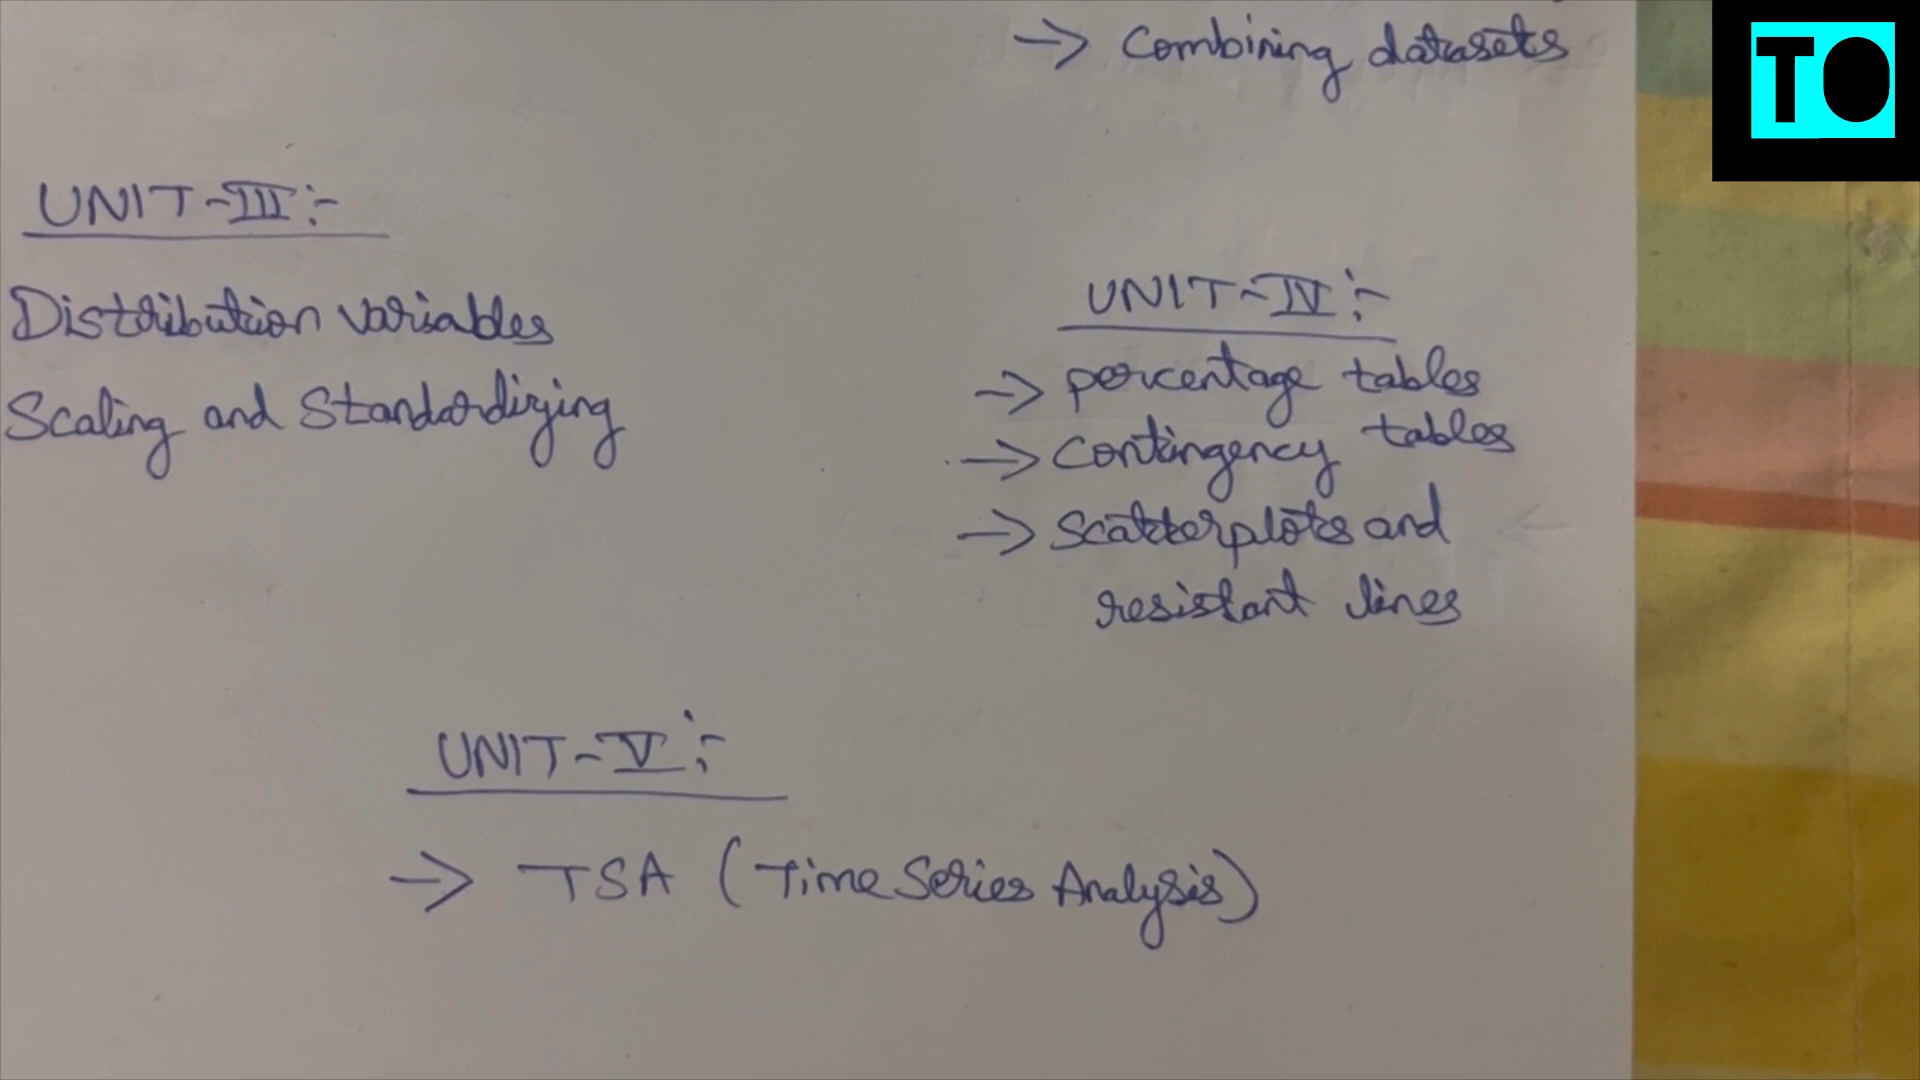 → Combining datasets
TO
UNIT-III:-
Distribution variables
Scaling and Standardizing
UNIT-IV:-
→ percentage tables
→ Contingency tables
→ Scatterplots and
resistant lines
UNIT-V:-
→ TSA (Time Series Analysis)